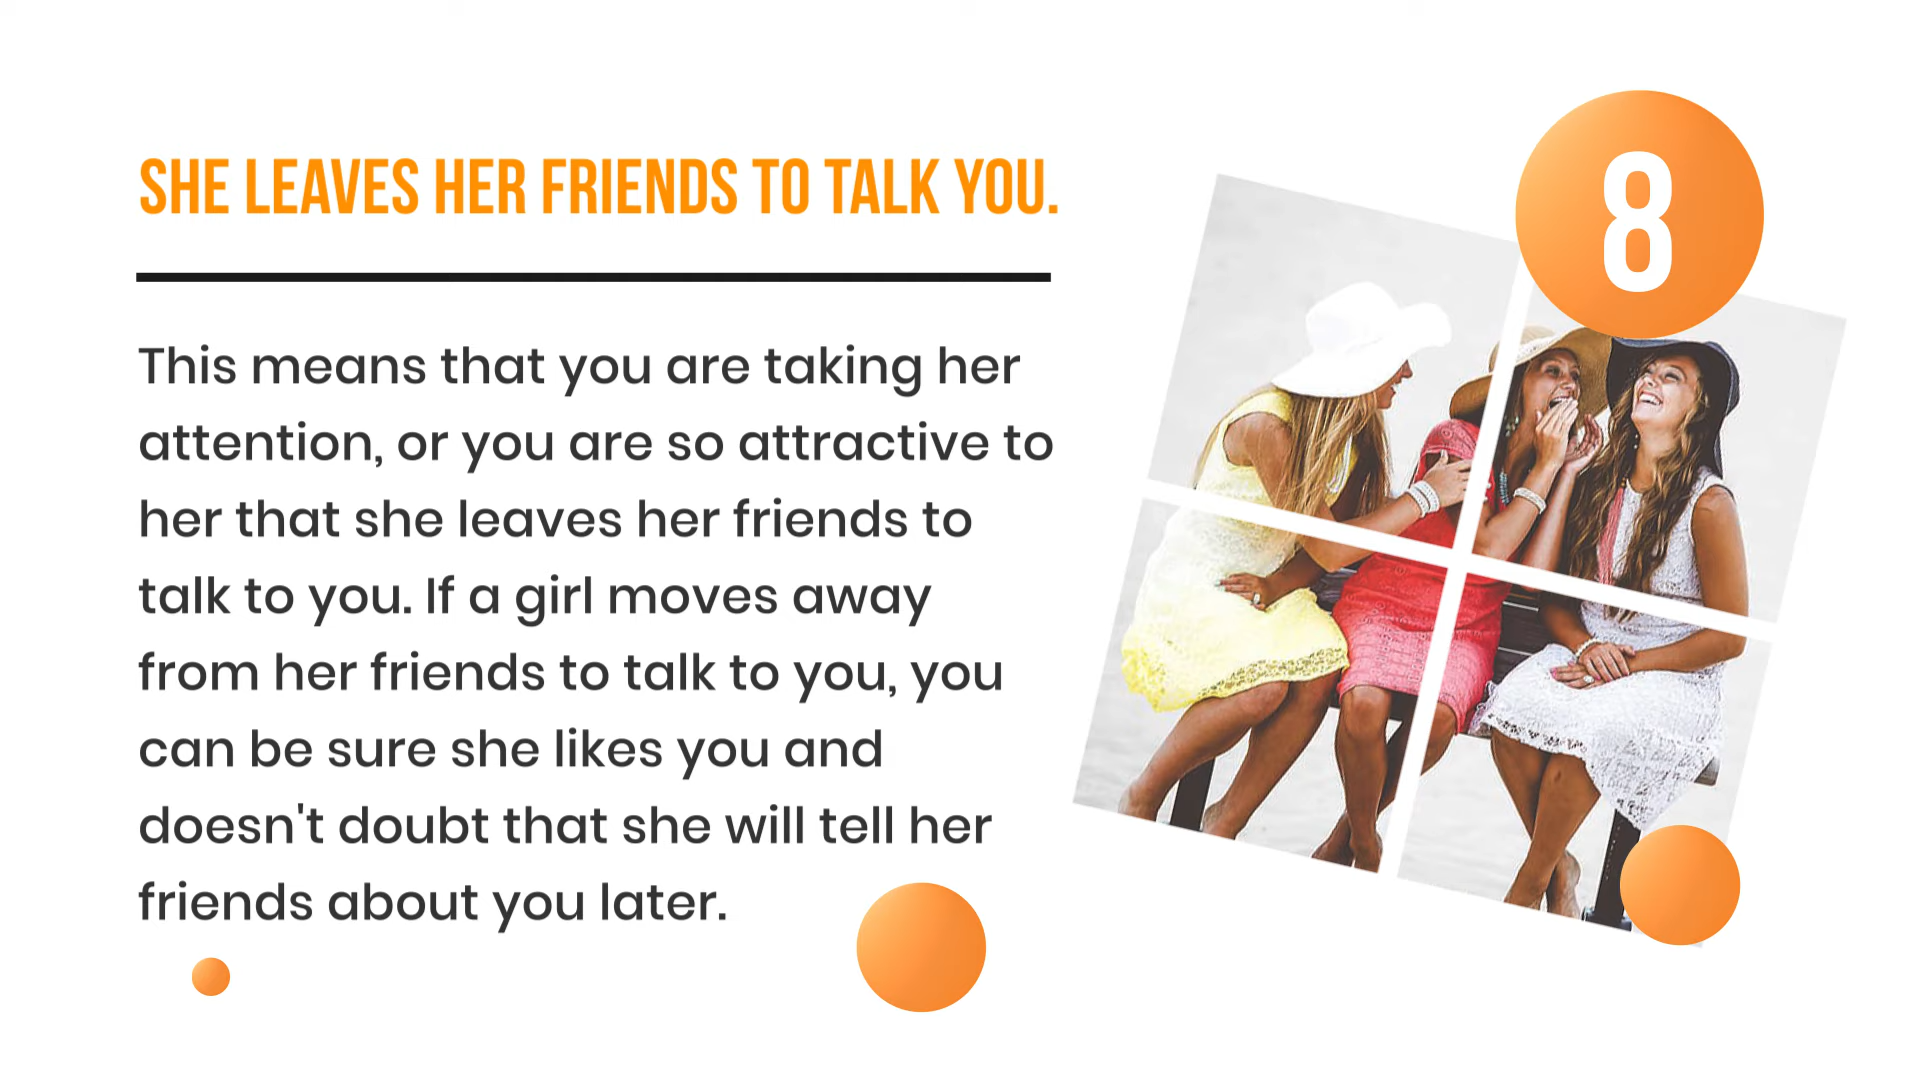 SHE LEAVES HER FRIENDS TO TALK YOU.
8
This means that you are taking her
attention, or you are so attractive to
her that she leaves her friends to
talk to you. If a girl moves away
from her friends to talk to you, you
can be sure she likes you and
doesn't doubt that she will tell her
friends about you later.